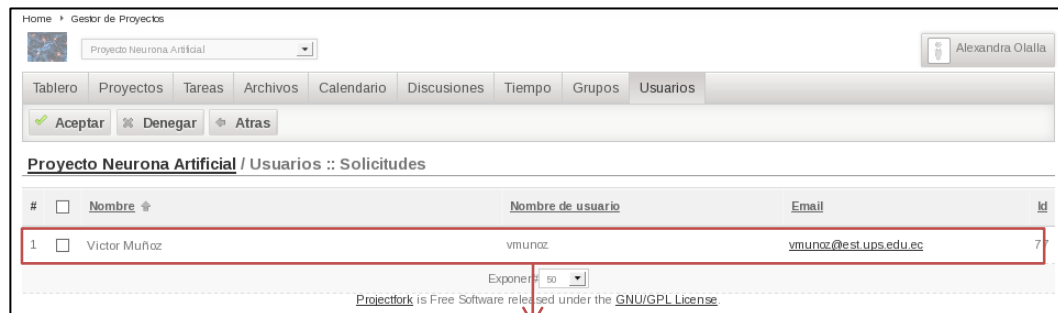 Home ▸ Gestor de Proyectos
Proyecto Neurona Artificial
Alexandra Olalla
Tablero Proyectos Tareas Archivos Calendario Discusiones Tiempo Grupos Usuarios
Aceptar Denegar Atras
Proyecto Neurona Artificial / Usuarios :: Solicitudes
# Nombre Nombre de usuario Email Id
1 Victor Muñoz vmunoz vmunoz@est.ups.edu.ec 77
Exponer# 50
Projectfork is Free Software released under the GNU/GPL License.